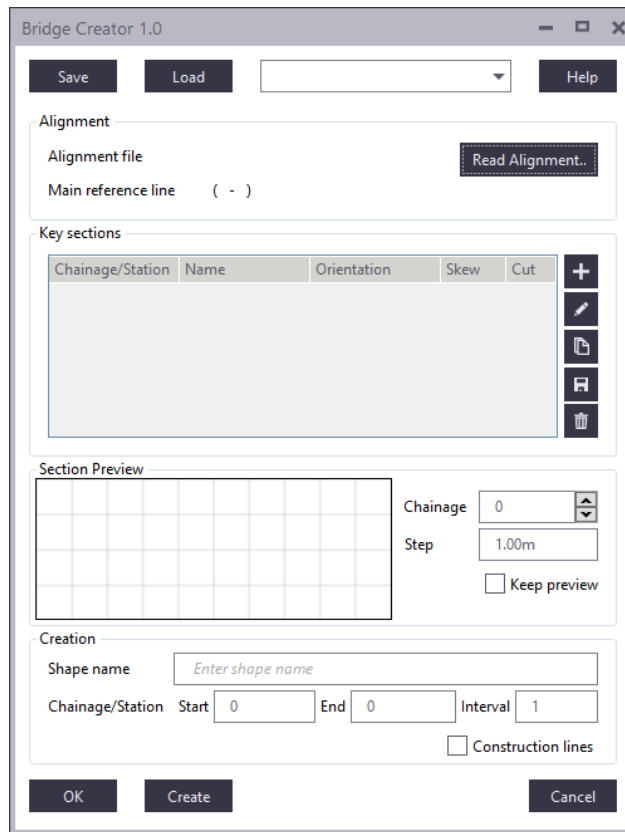 Bridge Creator 1.0
Save Load Help
Alignment
Alignment file Read Alignment..
Main reference line ( - )
Key sections
Chainage/Station Name Orientation Skew Cut
Section Preview
Chainage 0
Step 1.00m
Keep preview
Creation
Shape name Enter shape name
Chainage/Station Start 0 End 0 Interval 1
Construction lines
OK Create Cancel